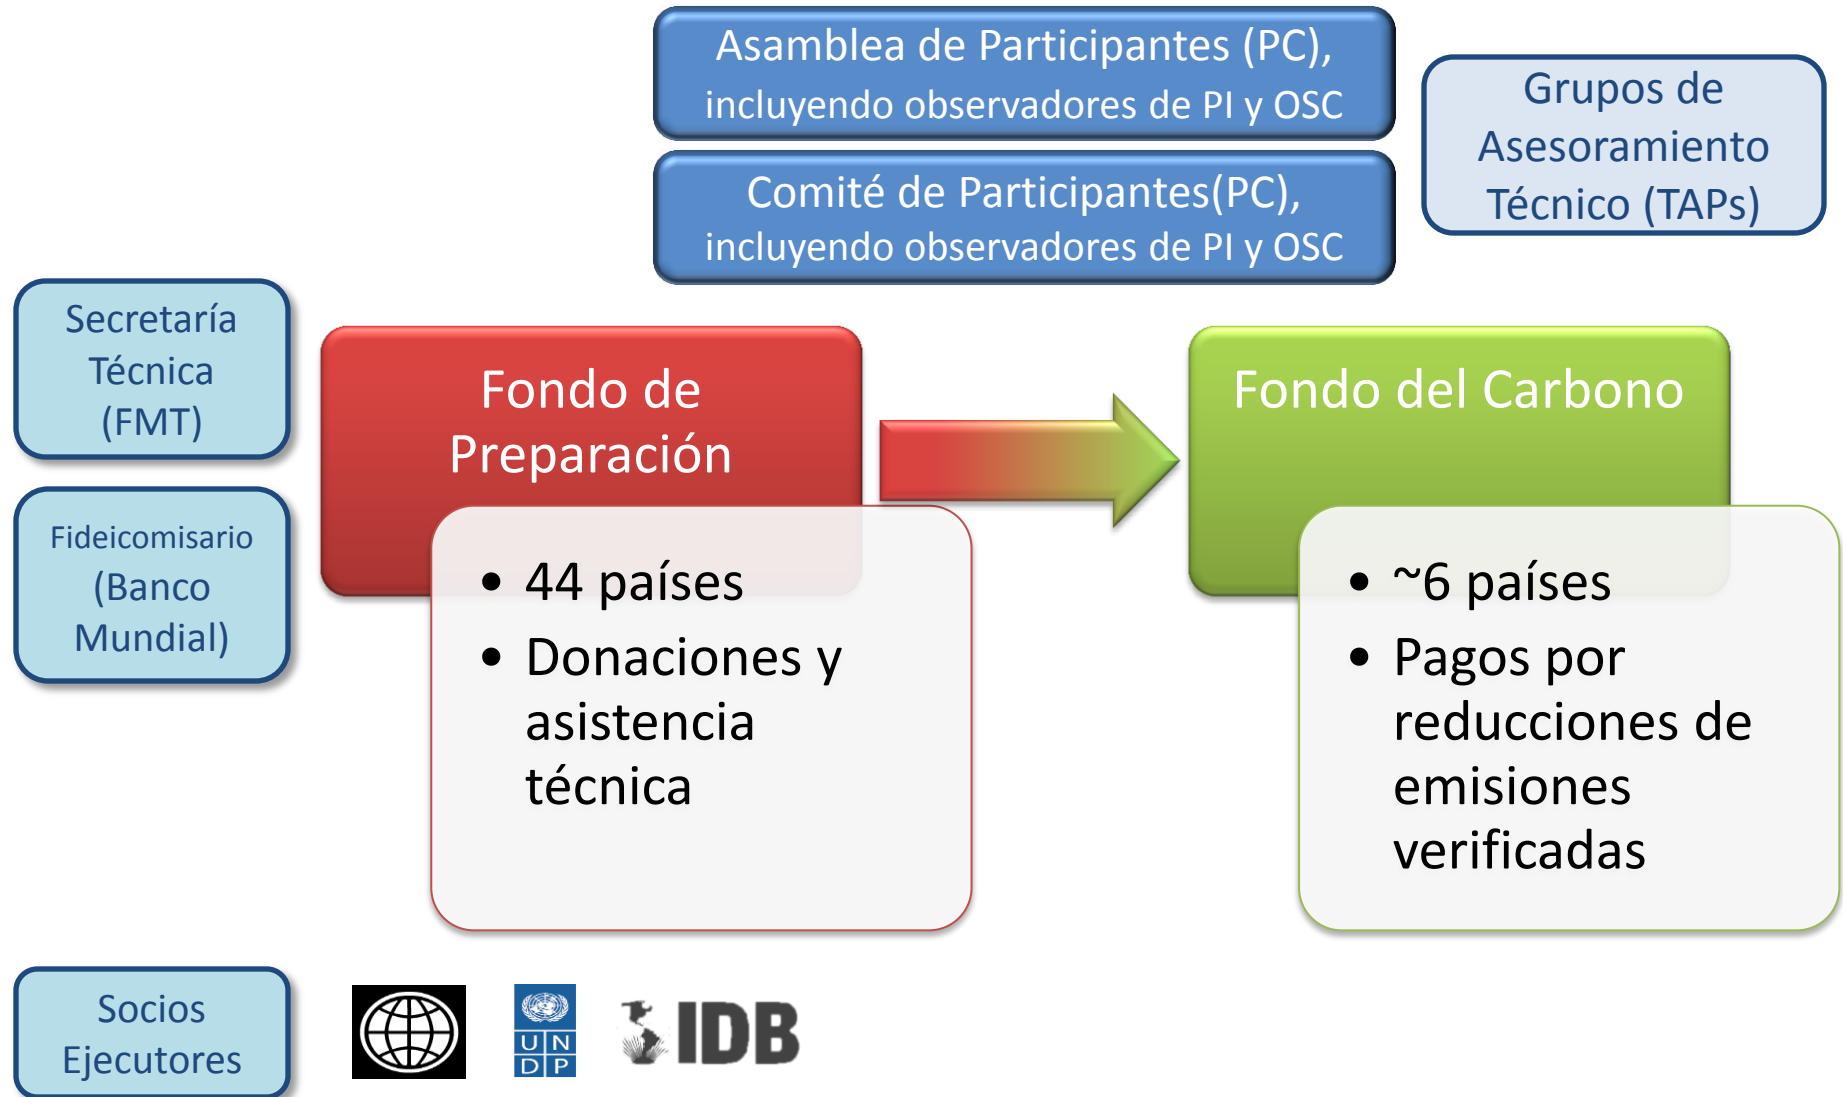 Asamblea de Participantes (PC),
incluyendo observadores de PI y OSC
Comité de Participantes(PC),
incluyendo observadores de PI y OSC
Grupos de
Asesoramiento
Técnico (TAPs)
Secretaría
Técnica
(FMT)
Fideicomisario
(Banco
Mundial)
Fondo de
Preparación
• 44 países
• Donaciones y
asistencia
técnica
Fondo del Carbono
• ~6 países
• Pagos por
reducciones de
emisiones
verificadas
Socios
Ejecutores
U N
D P
IDB